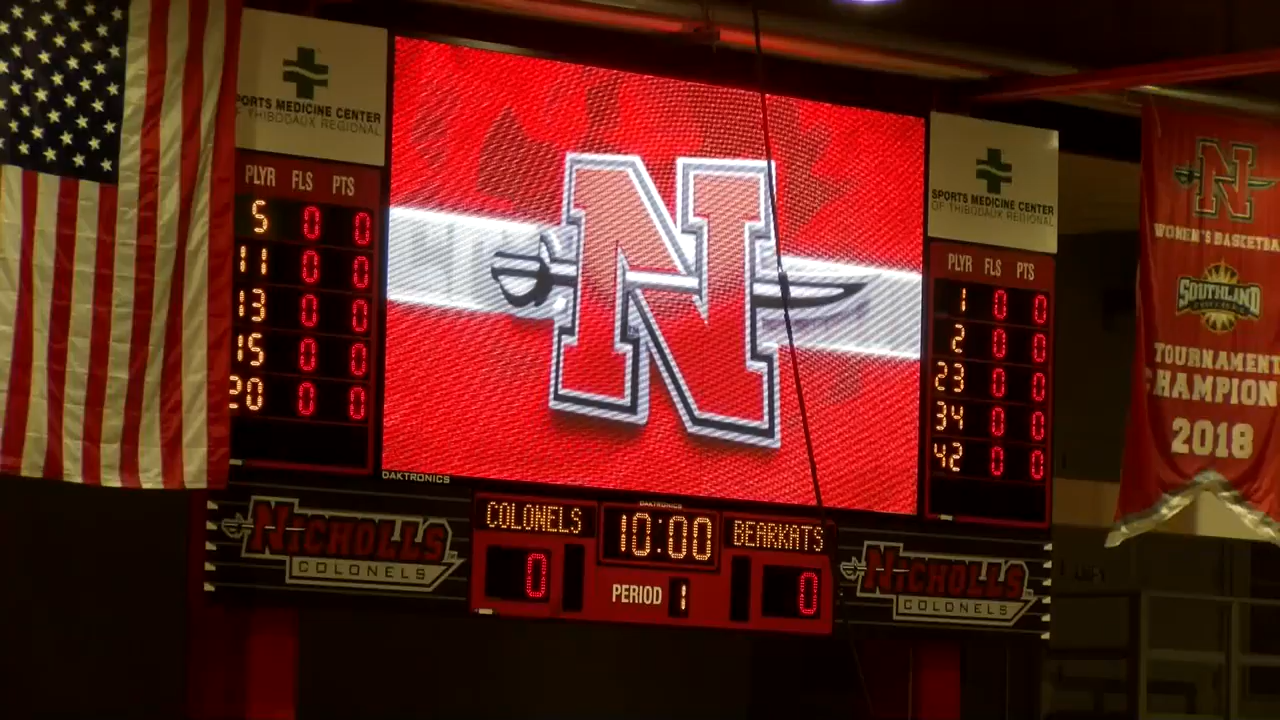 PORTS MEDICINE CENTER
OF THIBODAUX REGIONAL
PLYR FLS PTS
5 0 0
11 0 0
13 0 0
15 0 0
20 0 0
DAKTRONICS
N
SPORTS MEDICINE CENTER
OF THIBODAUX REGIONAL
PLYR FLS PTS
1 0 0
2 0 0
23 0 0
34 0 0
42 0 0
NICHOLLS
COLONELS
DAKTRONICS
COLONELS 10:00 BEARKATS
0 PERIOD 1 0
NICHOLLS
COLONELS
N
WOMEN'S BASKETBA
SOUTHLAND
TOURNAMENT
CHAMPION
2018